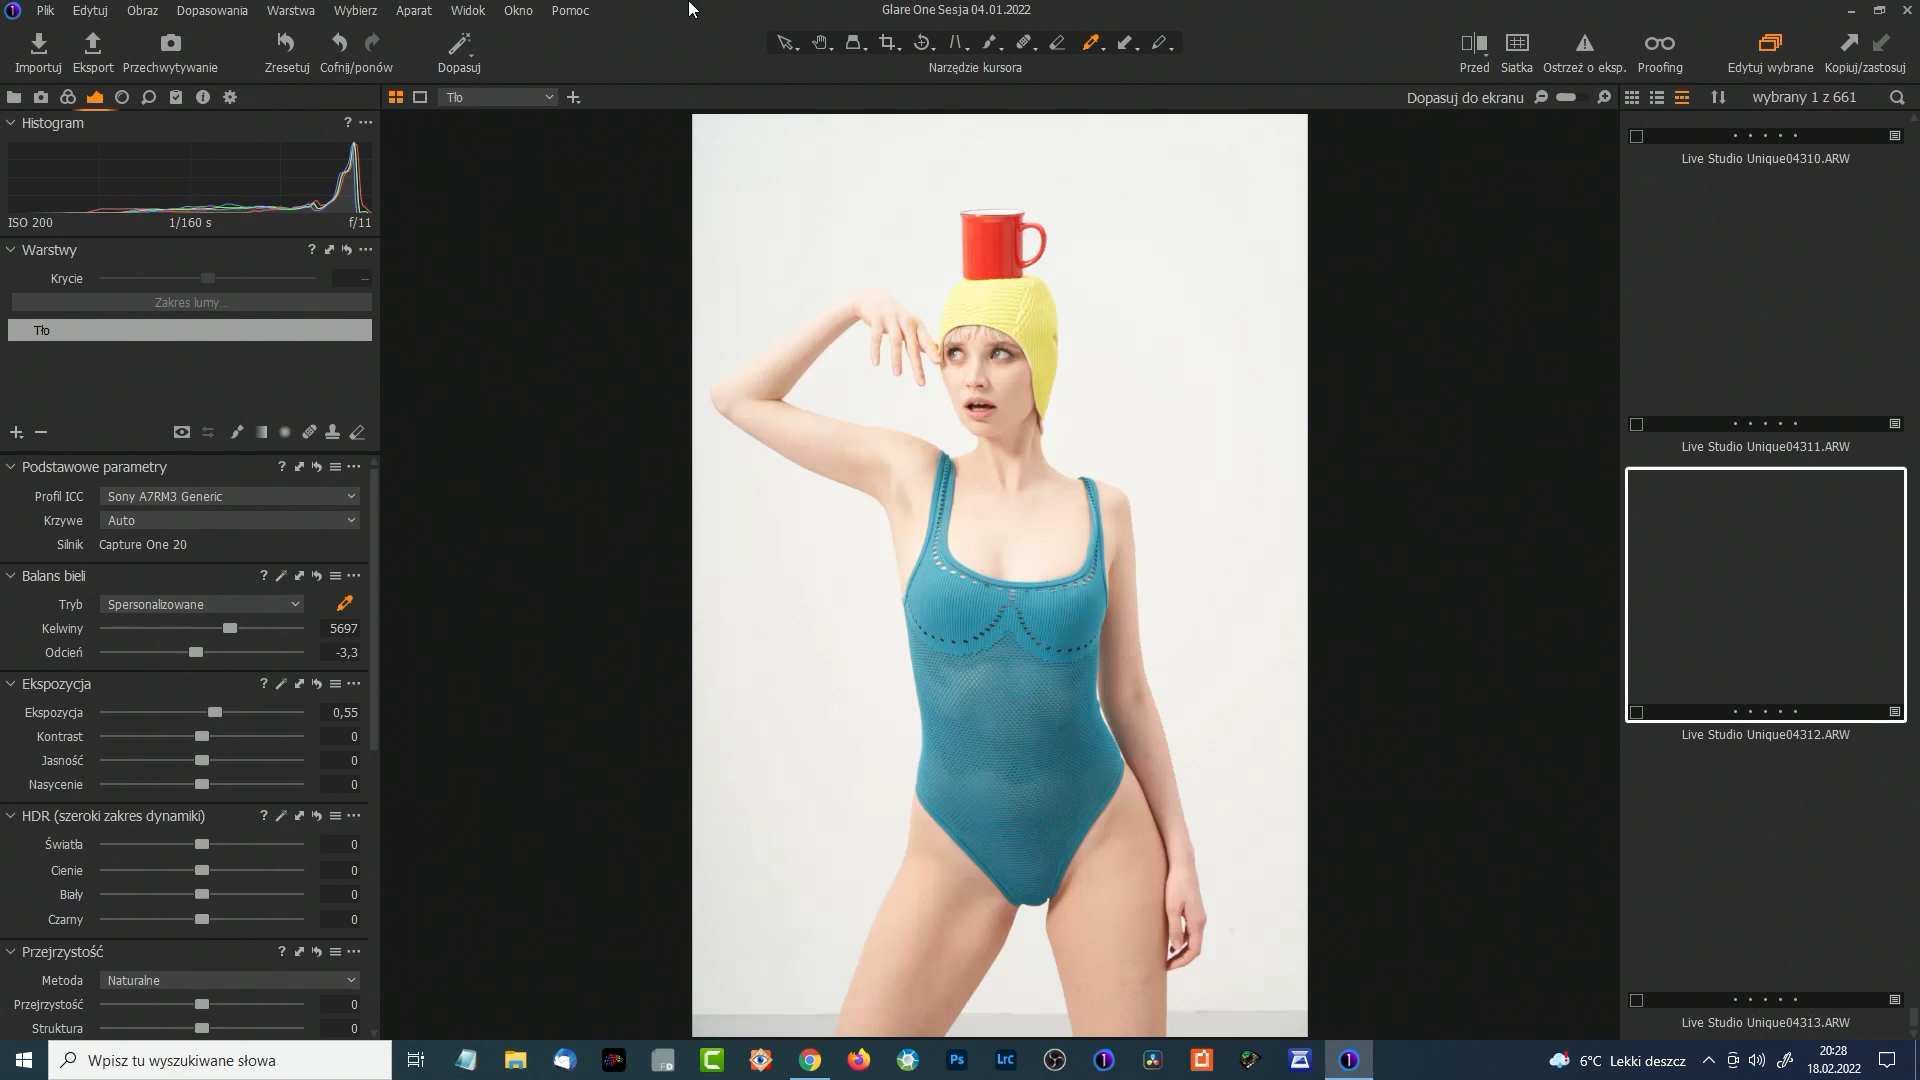 Plik Edytuj Obraz Dopasowania Warstwa Wybierz Aparat Widok Okno Pomoc Glare One Sesja 04.01.2022
Importuj Eksport Przechwytywanie Zresetuj Cofnij/ponów Dopasuj Narzędzie kursora Przed Siatka Ostrzeż o eksp. Proofing Edytuj wybrane Kopiuj/zastosuj
Tło Dopasuj do ekranu wybrany 1 z 661
Histogram ?
ISO 200 1/160 s f/11
Warstwy ?
Krycie --
Zakres lumy...
Tło
Podstawowe parametry ?
Profil ICC Sony A7RM3 Generic
Krzywe Auto
Silnik Capture One 20
Balans bieli ?
Tryb Spersonalizowane
Kelwiny 5697
Odcień -3,3
Ekspozycja ?
Ekspozycja 0,55
Kontrast 0
Jasność 0
Nasycenie 0
HDR (szeroki zakres dynamiki) ?
Światła 0
Cienie 0
Biały 0
Czarny 0
Przejrzystość ?
Metoda Naturalne
Przejrzystość 0
Struktura 0
Live Studio Unique04310.ARW
Live Studio Unique04311.ARW
Live Studio Unique04312.ARW
Live Studio Unique04313.ARW
Wpisz tu wyszukiwane słowa FD Ps Lrc 6°C Lekki deszcz 20:28
18.02.2022